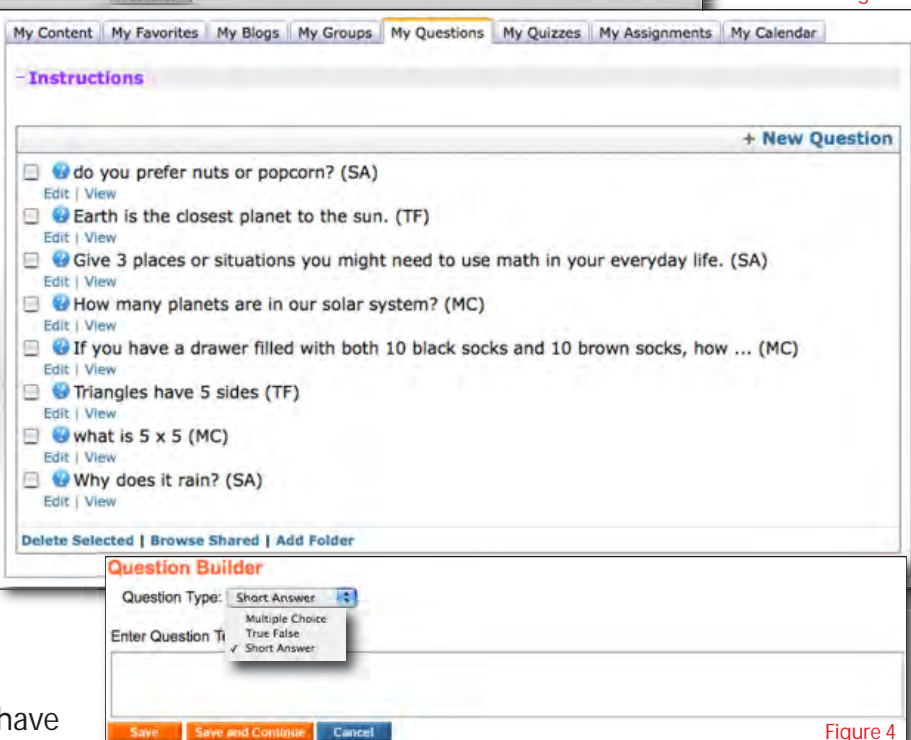 My Content My Favorites My Blogs My Groups My Questions My Quizzes My Assignments My Calendar
- Instructions
+ New Question
do you prefer nuts or popcorn? (SA)
Edit | View
Earth is the closest planet to the sun. (TF)
Edit | View
Give 3 places or situations you might need to use math in your everyday life. (SA)
Edit | View
How many planets are in our solar system? (MC)
Edit | View
If you have a drawer filled with both 10 black socks and 10 brown socks, how ... (MC)
Edit | View
Triangles have 5 sides (TF)
Edit | View
what is 5 x 5 (MC)
Edit | View
Why does it rain? (SA)
Edit | View
Delete Selected | Browse Shared | Add Folder
Question Builder
Question Type: Short Answer
Multiple Choice
Enter Question True False
✓ Short Answer
have
Save Save and Continue Cancel
Figure 4